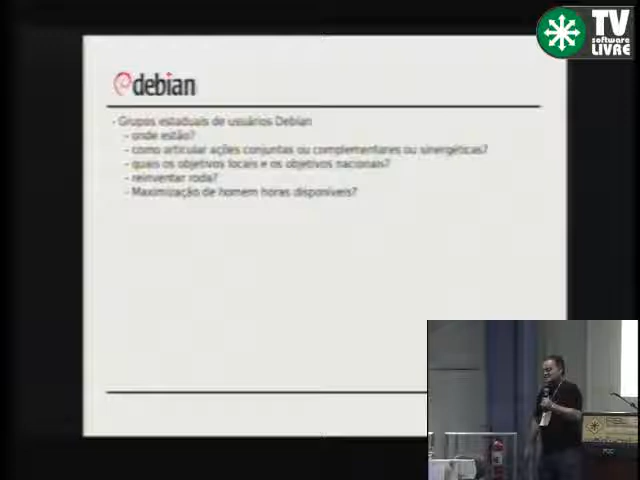 TV
software
LIVRE
debian
- Grupos estaduais de usuários Debian
- onde estão?
- como articular ações conjuntas ou complementares ou sinergéticas?
- quais os objetivos locais e os objetivos nacionais?
- reinventar roda?
- Maximização de homem horas disponíveis?